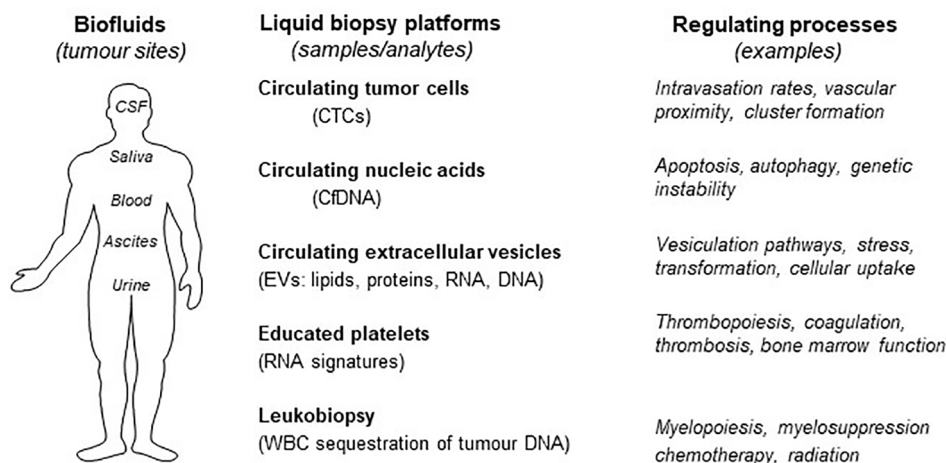 Biofluids
(tumour sites)
CSF
Saliva
Blood
Ascites
Urine
Liquid biopsy platforms
(samples/analytes)
Circulating tumor cells
(CTCs)
Circulating nucleic acids
(CfDNA)
Circulating extracellular vesicles
(EVs: lipids, proteins, RNA, DNA)
Educated platelets
(RNA signatures)
Leukobiopsy
(WBC sequestration of tumour DNA)
Regulating processes
(examples)
Intravasation rates, vascular
proximity, cluster formation
Apoptosis, autophagy, genetic
instability
Vesiculation pathways, stress,
transformation, cellular uptake
Thrombopoiesis, coagulation,
thrombosis, bone marrow function
Myelopoiesis, myelosuppression
chemotherapy, radiation